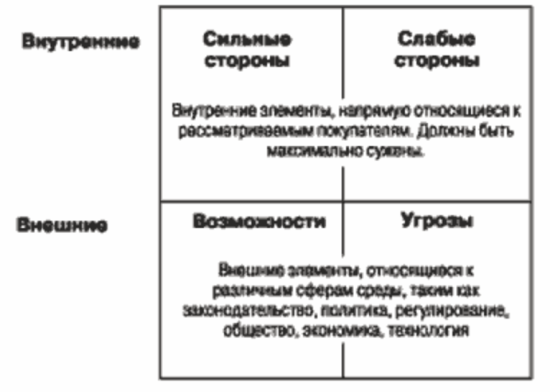 Внутренние
Сильные
стороны
Слабые
стороны
Внутренние элементы, напрямую относящиеся к
рассматриваемым покупателям. Должны быть
максимально сужены.
Внешние
Возможности
Угрозы
Внешние элементы, относящиеся к
различным сферам среды, таким как
законодательство, политика, регулирование,
общество, экономика, технология